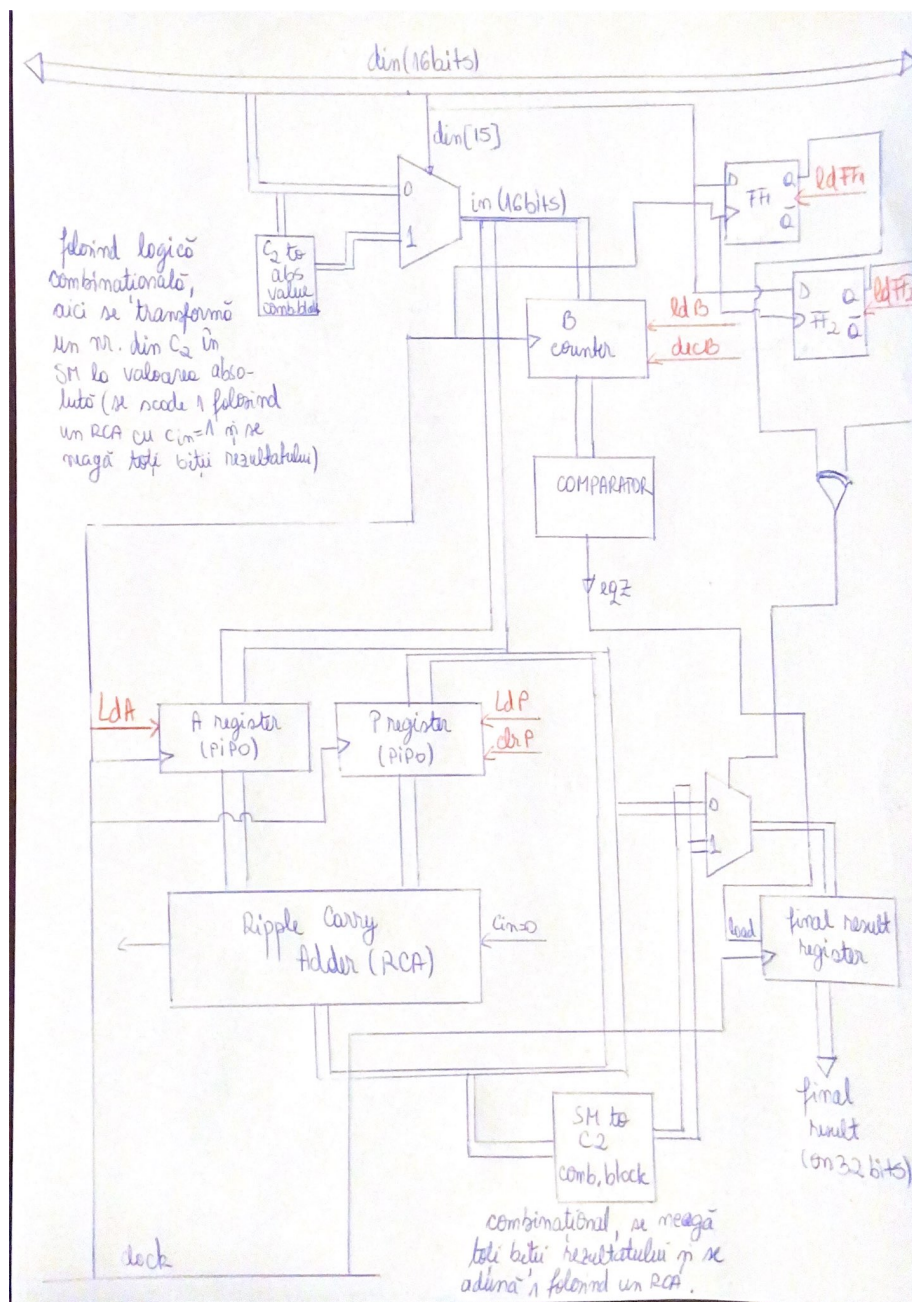 din(16bits)
din[15]
0
1
in(16bits)
C2 to
abs
value
comb.block
folosind logică
combinațională,
aici se transformă
un nr. din C2 în
SM la valoarea abso-
lută (se scade 1 folosind
un RCA cu cin=1 și se
neagă toți biții rezultatului)
D
Q
FF1
Q
ldFF1
D
Q
FF2
Q
ldFF2
B
counter
ldB
decB
COMPARATOR
eqZ
LdA
A register
(PiPO)
P register
(PiPO)
LdP
clrP
0
1
Ripple Carry
Adder (RCA)
cin=0
load
final result
register
final
result
(on 32 bits)
SM to
C2
comb.block
combinațional, se neagă
toți biții rezultatului și se
adună 1 folosind un RCA.
clock